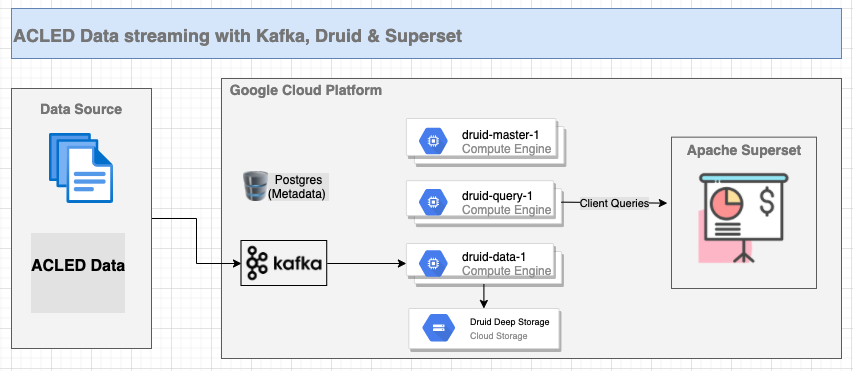 ACLED Data streaming with Kafka, Druid & Superset
Data Source
ACLED Data
Google Cloud Platform
Postgres
(Metadata)
kafka
druid-master-1
Compute Engine
druid-query-1
Compute Engine
druid-data-1
Compute Engine
Druid Deep Storage
Cloud Storage
Client Queries
Apache Superset
$